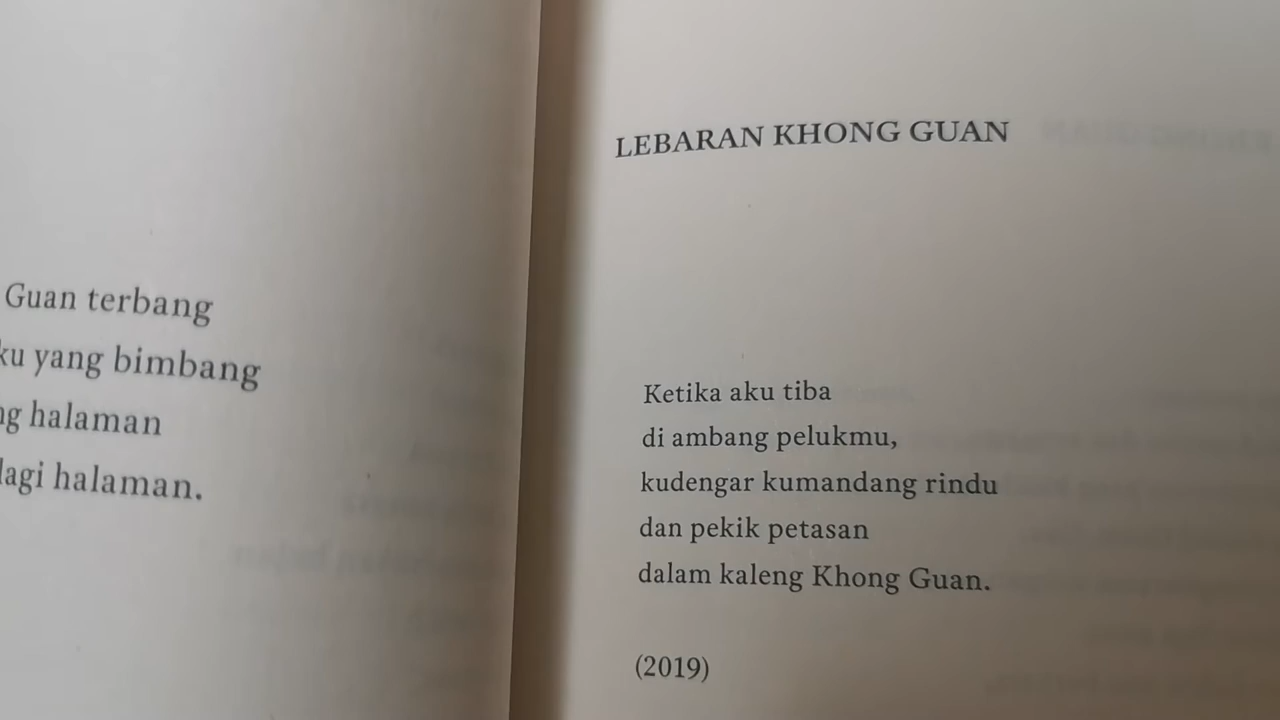 Guan terbang
yang bimbang
halaman
lagi halaman.
LEBARAN KHONG GUAN
Ketika aku tiba
di ambang pelukmu,
kudengar kumandang rindu
dan pekik petasan
dalam kaleng Khong Guan.
(2019)